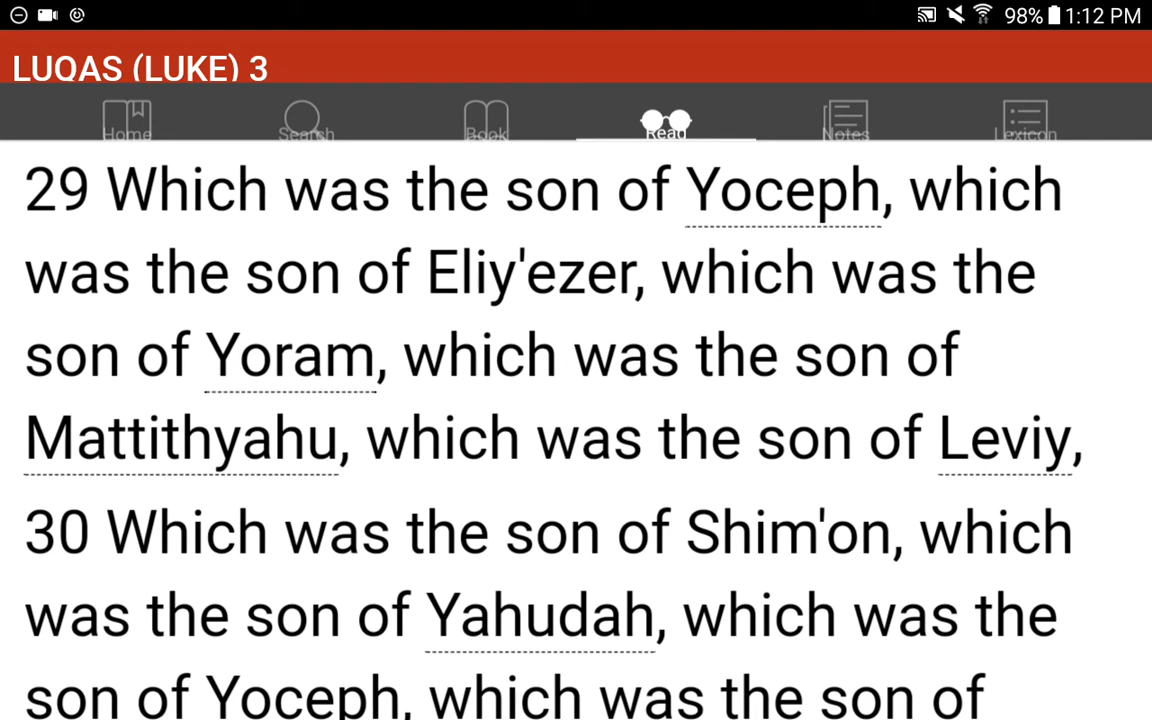 98% 1:12 PM
LUQAS (LUKE) 3
Home Search Book Read Notes Lexicon
29 Which was the son of Yoceph, which
was the son of Eliy'ezer, which was the
son of Yoram, which was the son of
Mattithyahu, which was the son of Leviy,
30 Which was the son of Shim'on, which
was the son of Yahudah, which was the
son of Yoceph, which was the son of